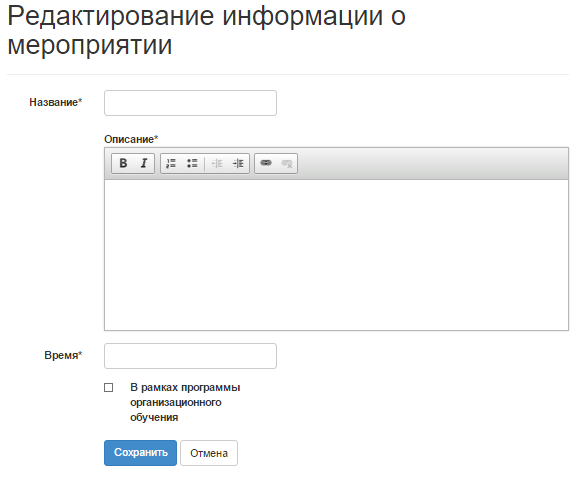 Редактирование информации о
мероприятии
Название*
Описание*
B I
Время*
В рамках программы
организационного
обучения
Сохранить Отмена